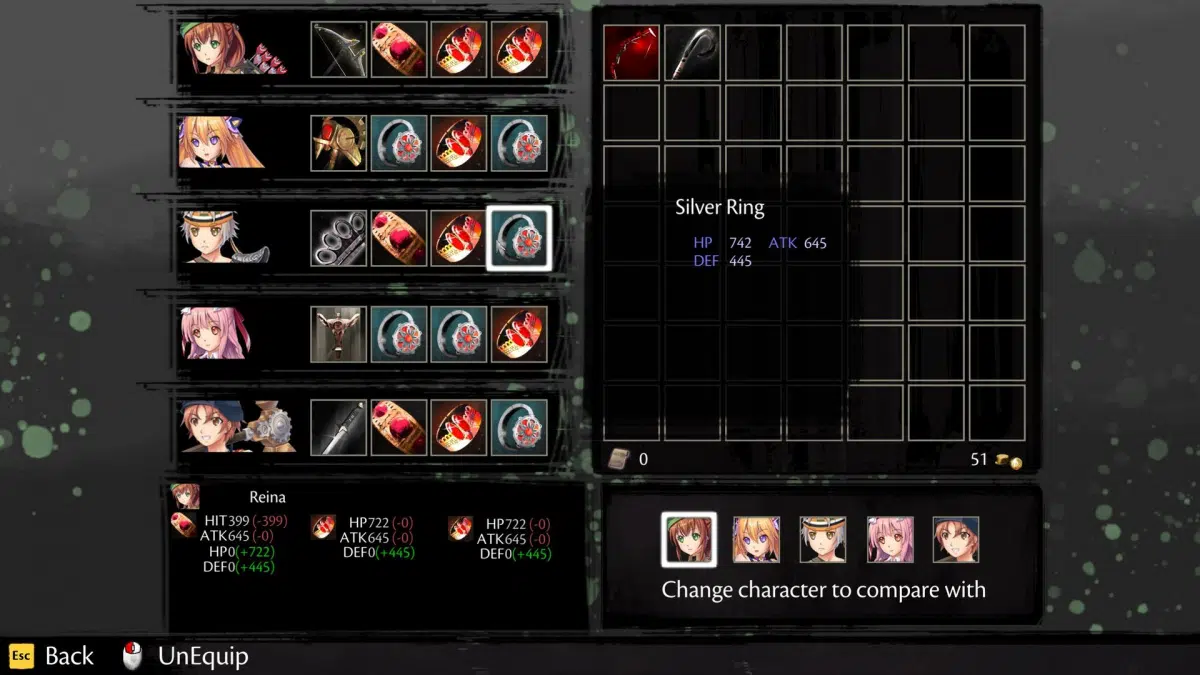 Silver Ring
HP 742 ATK 645
DEF 445
0
51
Reina
HIT399(-399)
ATK645(-0)
HP0(+722)
DEF0(+445)
HP722(-0)
ATK645(-0)
DEF0(+445)
HP722(-0)
ATK645(-0)
DEF0(+445)
Change character to compare with
Esc Back UnEquip